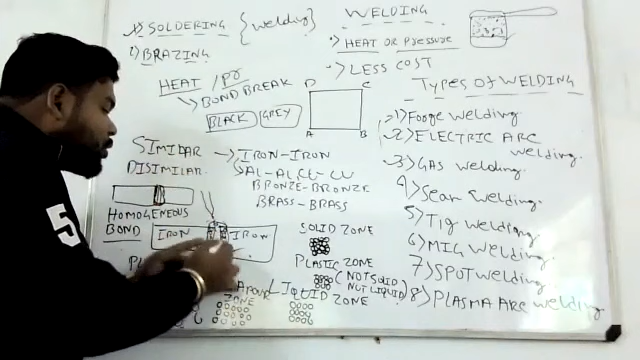 1) SOLDERING { Welding }
2) BRAZING
HEAT / Pr
BOND BREAK
BLACK GREY
SIMILAR → IRON-IRON
DISIMILAR
AL-AL, CU-CU
BRONZE-BRONZE
BRASS-BRASS
HOMOGENEOUS
BOND
IRON IRON
WELDING
HEAT OR Pressure
LESS COST
D C
A B
SOLID ZONE
PLASTIC ZONE
(NOT SOLID
NOT LIQUID)
LIQUID ZONE
ZONE
Types of WELDING
1) Forge Welding
2) ELECTRIC ARC
welding.
3) GAS welding.
4) Seam Welding.
5) Tig welding
6) MIG Welding.
7) SPOT Welding.
8) PLASMA ARC welding
5